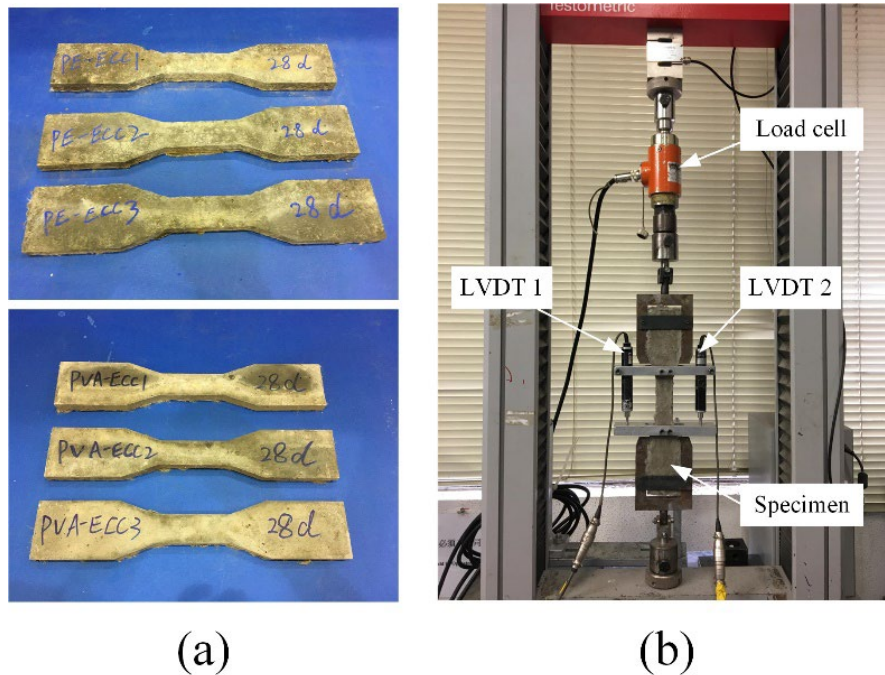 PE-ECC1 28d
PE-ECC2 28d
PE-ECC3 28d
PVA-ECC1 28d
PVA-ECC2 28d
PVA-ECC3 28d
(a)
Testometric
Load cell
LVDT 1
LVDT 2
Specimen
(b)